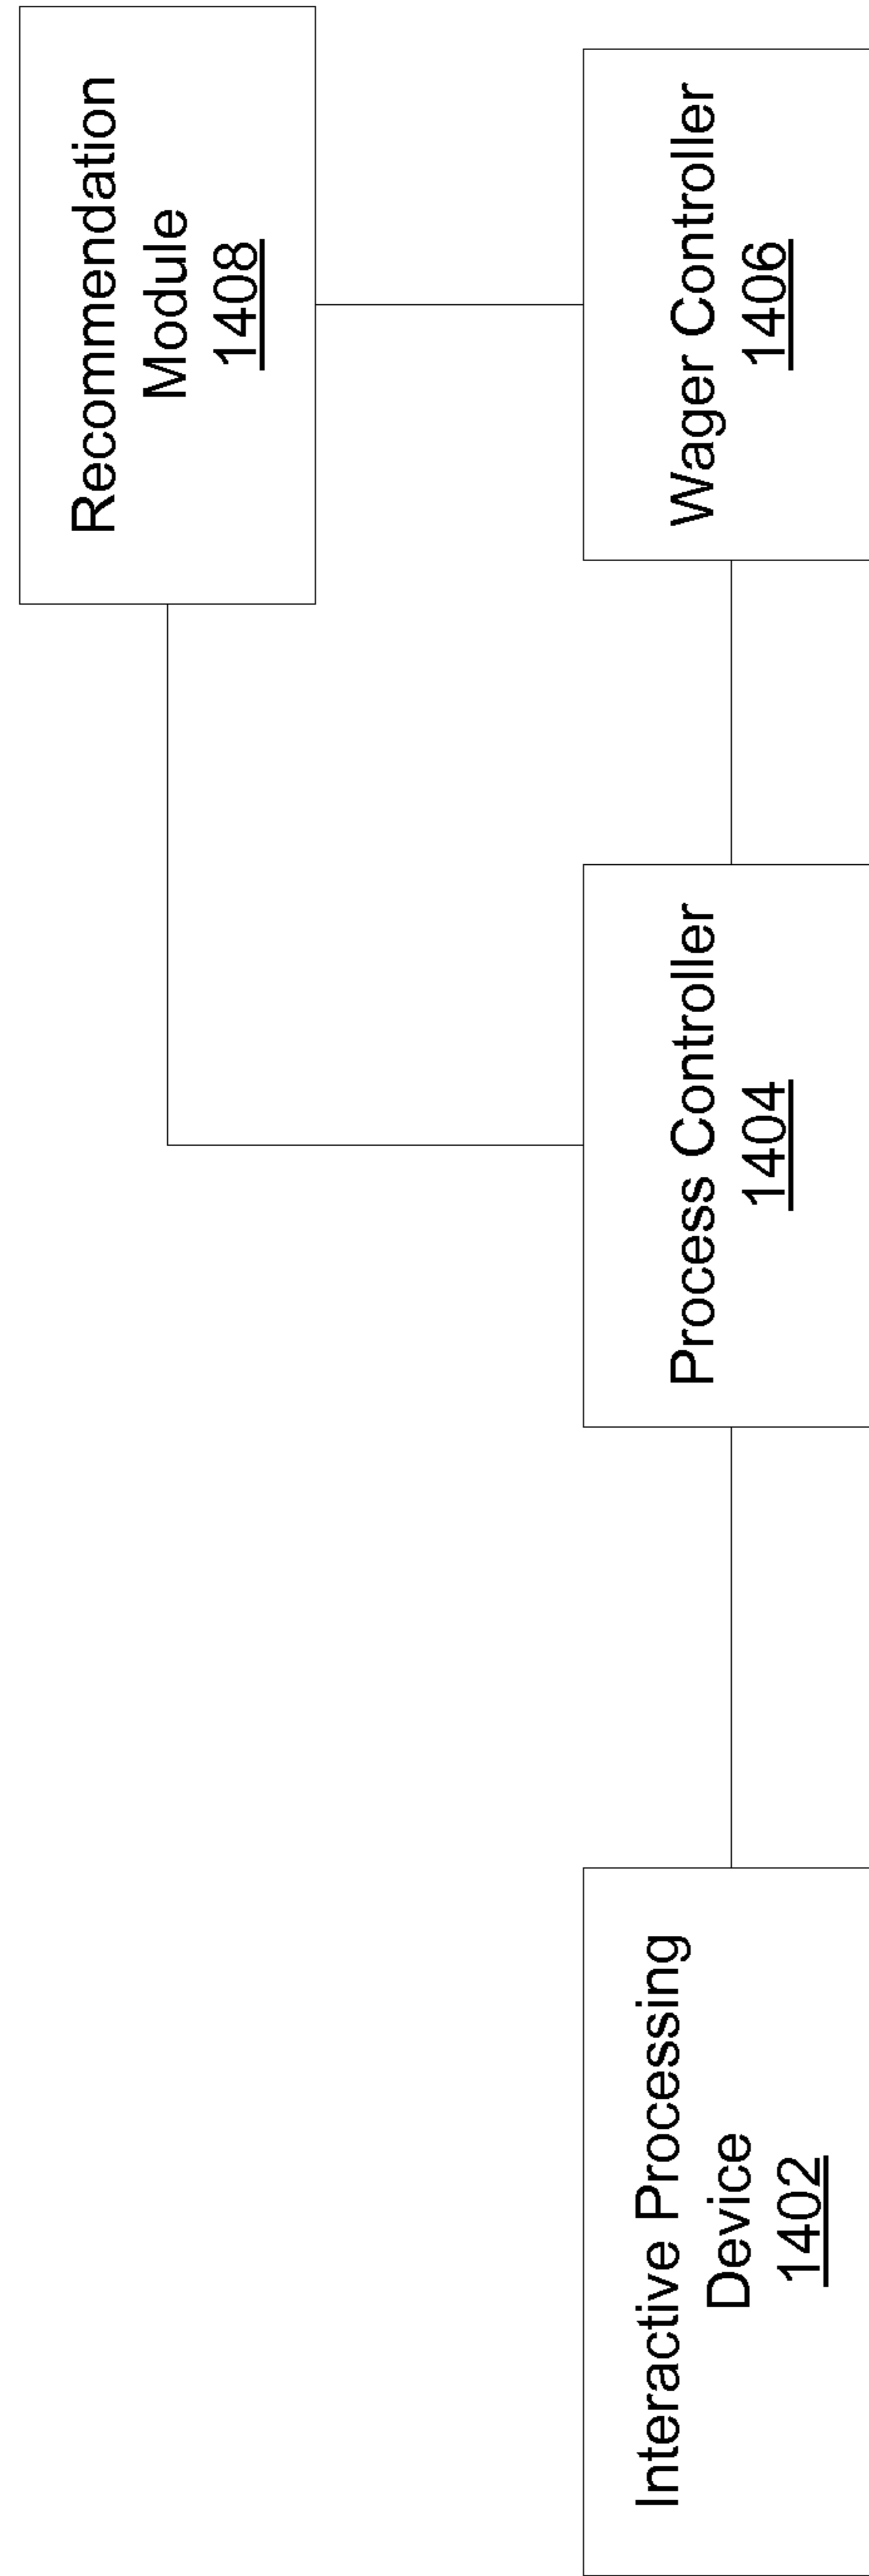 Recommendation
Module
1408
Interactive Processing
Device
1402
Process Controller
1404
Wager Controller
1406